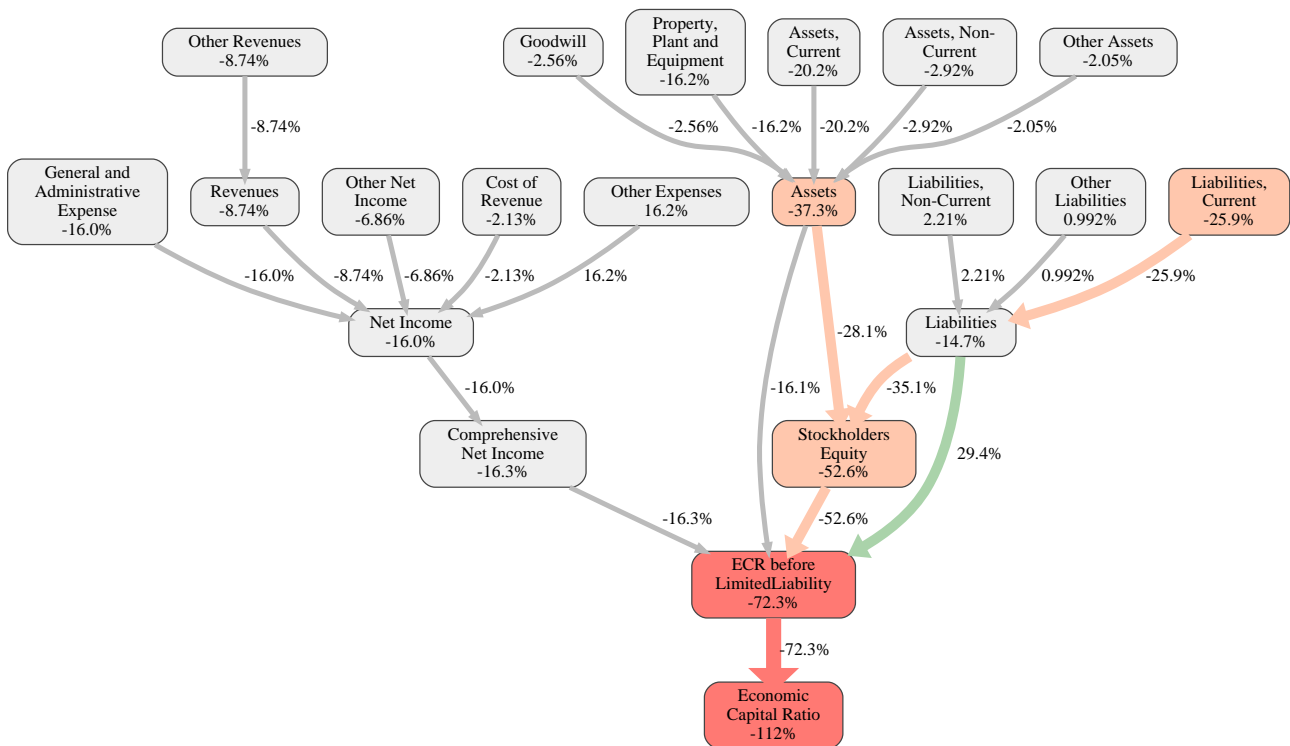 Other Revenues
-8.74%
Goodwill
-2.56%
Property,
Plant and
Equipment
-16.2%
Assets,
Current
-20.2%
Assets, Non-
Current
-2.92%
Other Assets
-2.05%
-8.74%
-2.56%
-16.2%
-20.2%
-2.92%
-2.05%
General and
Administrative
Expense
-16.0%
Revenues
-8.74%
Other Net
Income
-6.86%
Cost of
Revenue
-2.13%
Other Expenses
16.2%
Assets
-37.3%
Liabilities,
Non-Current
2.21%
Other
Liabilities
0.992%
Liabilities,
Current
-25.9%
-16.0%
-8.74%
-6.86%
-2.13%
16.2%
2.21%
0.992%
-25.9%
Net Income
-16.0%
-28.1%
Liabilities
-14.7%
-16.0%
-16.1%
-35.1%
Comprehensive
Net Income
-16.3%
Stockholders
Equity
-52.6%
29.4%
-16.3%
-52.6%
ECR before
LimitedLiability
-72.3%
-72.3%
Economic
Capital Ratio
-112%